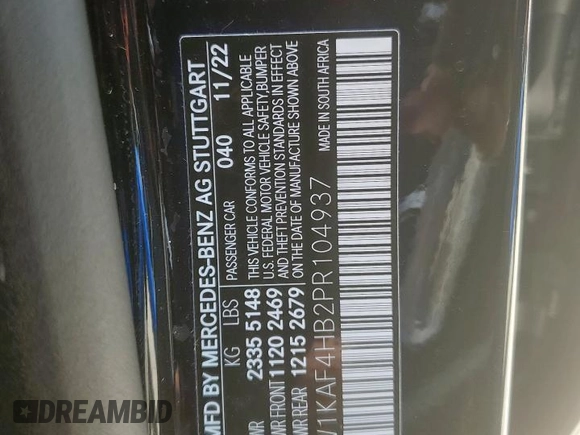 MFD BY MERCEDES-BENZ AG STUTTGART
KG LBS PASSENGER CAR 040 11/22
2335 5148 THIS VEHICLE CONFORMS TO ALL APPLICABLE
U.S. FEDERAL MOTOR VEHICLE SAFETY, BUMPER
MR FRONT 1120 2469 AND THEFT PREVENTION STANDARDS IN EFFECT
MR REAR 1215 2679 ON THE DATE OF MANUFACTURE SHOWN ABOVE
MADE IN SOUTH AFRICA
1KAF4HB2PR104937
DREAMBID